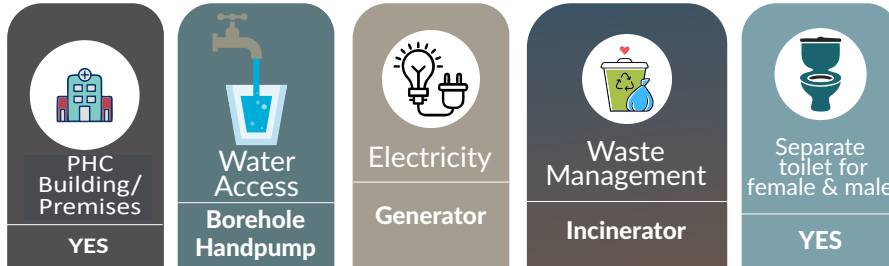 PHC
Building/
Premises
YES
Water
Access
Borehole
Handpump
Electricity
Generator
Waste
Management
Incinerator
Separate
toilet for
female & male
YES